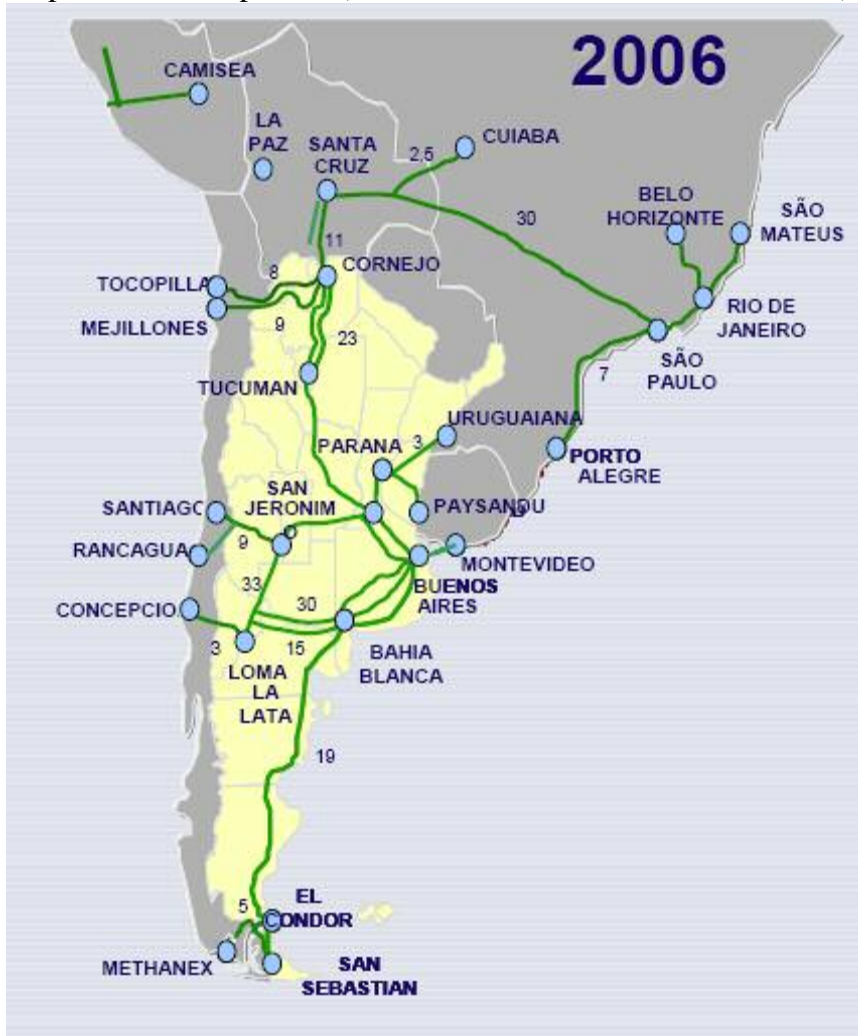 2006
CAMISEA
LA
PAZ
SANTA
CRUZ
2,5
CUIABA
30
BELO
HORIZONTE
SÃO
MATEUS
11
8
CORNEJO
TOCOPILLA
MEJILLONES
9
23
RIO DE
JANEIRO
SÃO
PAULO
7
TUCUMAN
URUGUAIANA
PARANA
3
PORTO
ALEGRE
SAN
JERONIM
O
SANTIAGO
PAYSANDU
RANCAGUA
9
MONTEVIDEO
33
BUENOS
AIRES
CONCEPCIO
30
3
15
BAHIA
BLANCA
LOMA
LA
LATA
19
5
EL
CONDOR
METHANEX
SAN
SEBASTIAN